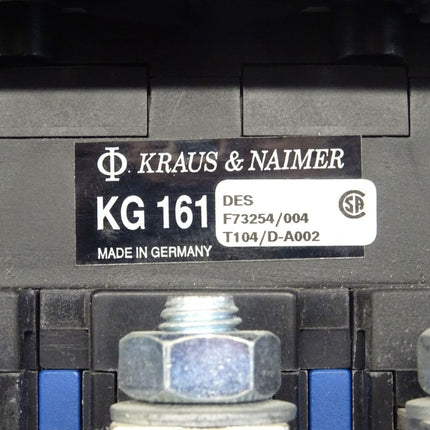 KRAUS & NAIMER
KG 161
DES
F73254/004
T104/D-A002
MADE IN GERMANY